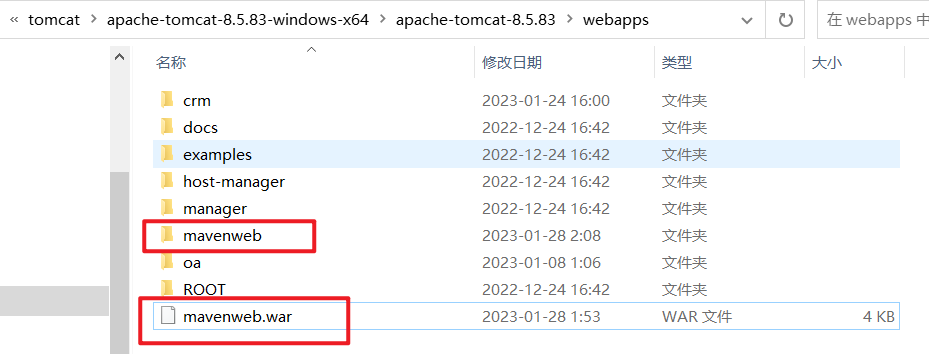 « tomcat › apache-tomcat-8.5.83-windows-x64 › apache-tomcat-8.5.83 › webapps 在 webapps 中
名称 修改日期 类型 大小
crm 2023-01-24 16:00 文件夹
docs 2022-12-24 16:42 文件夹
examples 2022-12-24 16:42 文件夹
host-manager 2022-12-24 16:42 文件夹
manager 2022-12-24 16:42 文件夹
mavenweb 2023-01-28 2:08 文件夹
oa 2023-01-08 1:06 文件夹
ROOT 2022-12-24 16:42 文件夹
mavenweb.war 2023-01-28 1:53 WAR 文件 4 KB